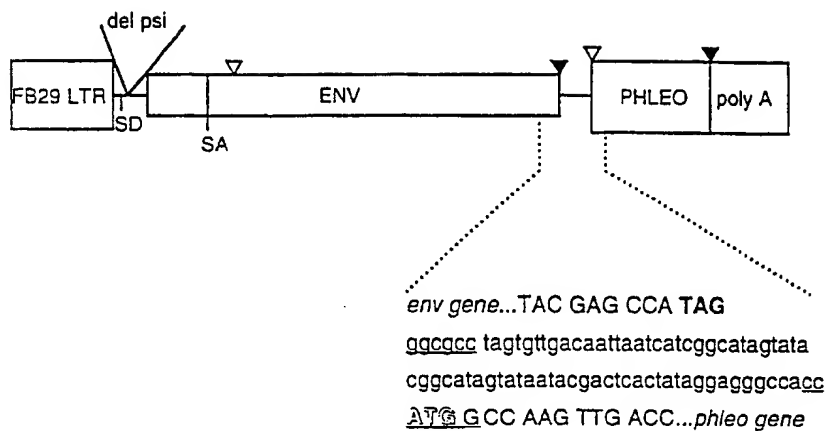 del psi
FB29 LTR
ENV
PHLEO
poly A
SD
SA
env gene...TAC GAG CCA TAG
ggcgcc tagtgttgacaattaatcatcggcatagtata
cggcatagtataatacgactcactataggagggccacc
ATG G CC AAG TTG ACC...phleo gene